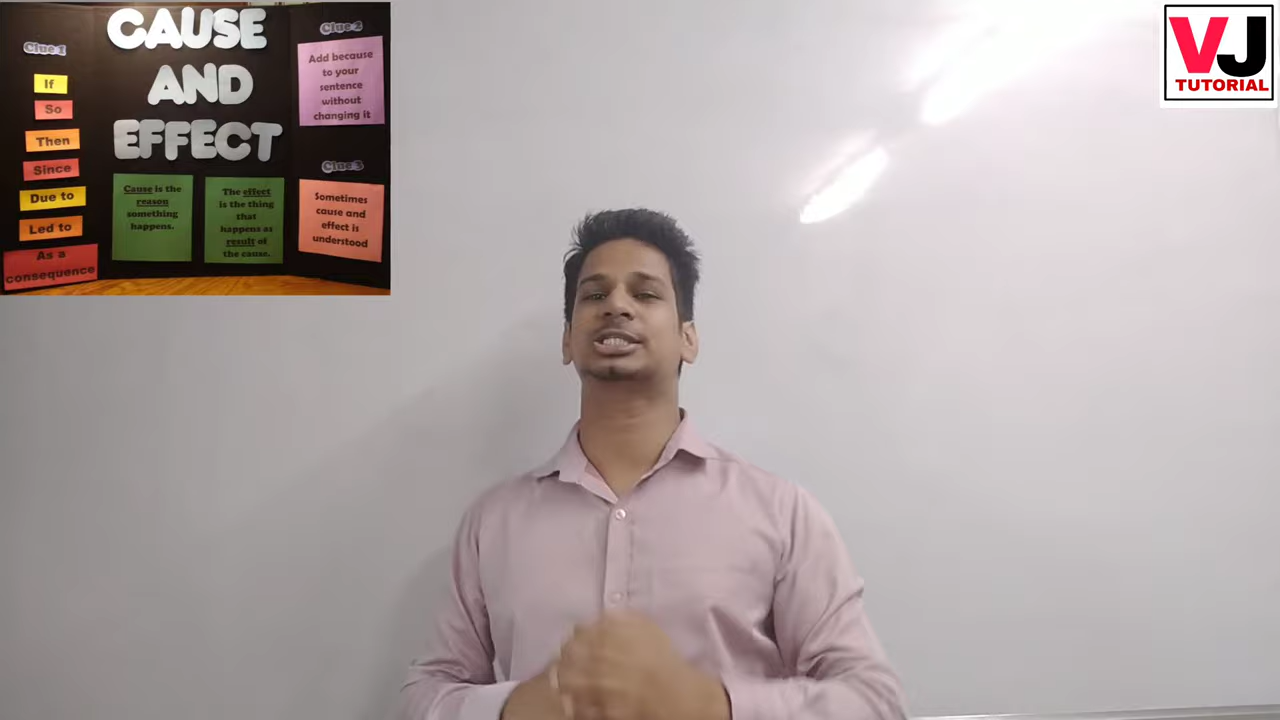 Clue 1
If
So
Then
Since
Due to
Led to
As a
consequence
CAUSE
AND
EFFECT
Cause is the
reason
something
happens.
The effect
is the thing
that
happens as
result of
the cause.
Clue 2
Add because
to your
sentence
without
changing it
Clue 3
Sometimes
cause and
effect is
understood
VJ
TUTORIAL